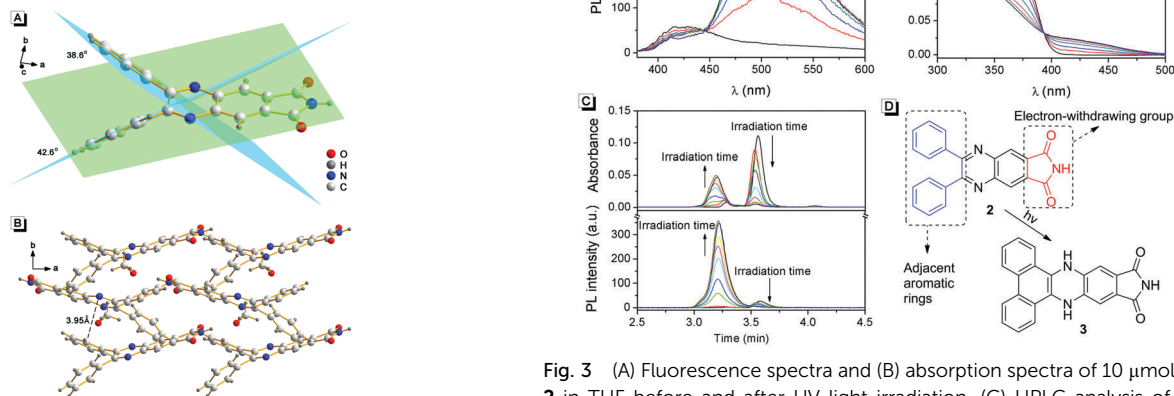 A
b
a
c
38.6°
42.6°
O
H
N
C
B
b
a
3.95Å
PL
100
0
400 450 500 550 600
λ (nm)
0.05
0.00
300 350 400 450 500
λ (nm)
C
Absorbance
0.15
0.10
0.05
0.00
Irradiation time
Irradiation time
PL intensity (a.u.)
300
200
100
0
Irradiation time
Irradiation time
2.5 3.0 3.5 4.0 4.5
Time (min)
D
Electron-withdrawing group
N
N
O
NH
O
2
hν
Adjacent
aromatic
rings
H
N
N
H
O
NH
O
3
Fig. 3 (A) Fluorescence spectra and (B) absorption spectra of 10 μmol
2 in THF before and after UV light irradiation. (C) HPLC analysis of